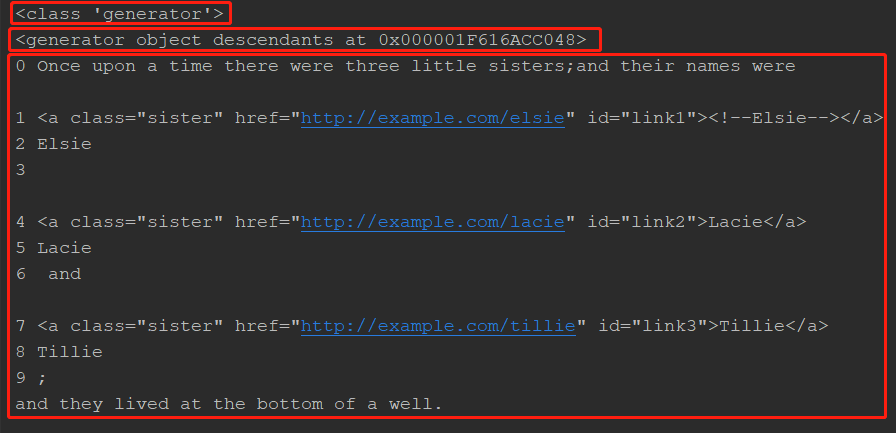 <class 'generator'>
<generator object descendants at 0x000001F616ACC048>
0 Once upon a time there were three little sisters;and their names were
1 <a class="sister" href="http://example.com/elsie" id="link1"><!--Elsie--></a>
2 Elsie
3
4 <a class="sister" href="http://example.com/lacie" id="link2">Lacie</a>
5 Lacie
6  and
7 <a class="sister" href="http://example.com/tillie" id="link3">Tillie</a>
8 Tillie
9 ;
and they lived at the bottom of a well.